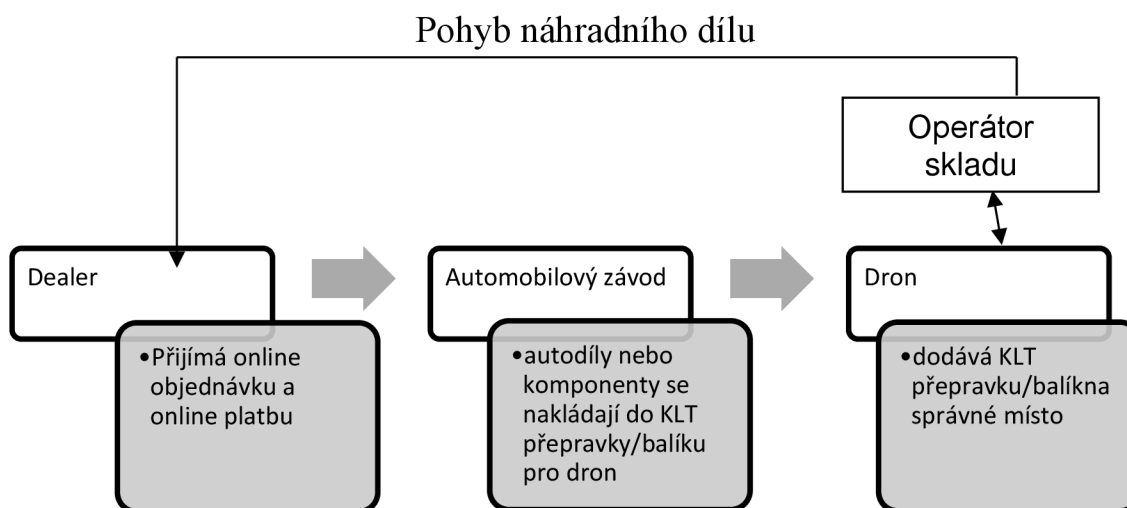 Pohyb náhradního dílu
Operátor
skladu
Dealer
•Přijímá online
objednávku a
online platbu
Automobilový závod
•autodíly nebo
komponenty se
nakládají do KLT
přepravky/balíku
pro dron
Dron
•dodává KLT
přepravku/balíkna
správné místo